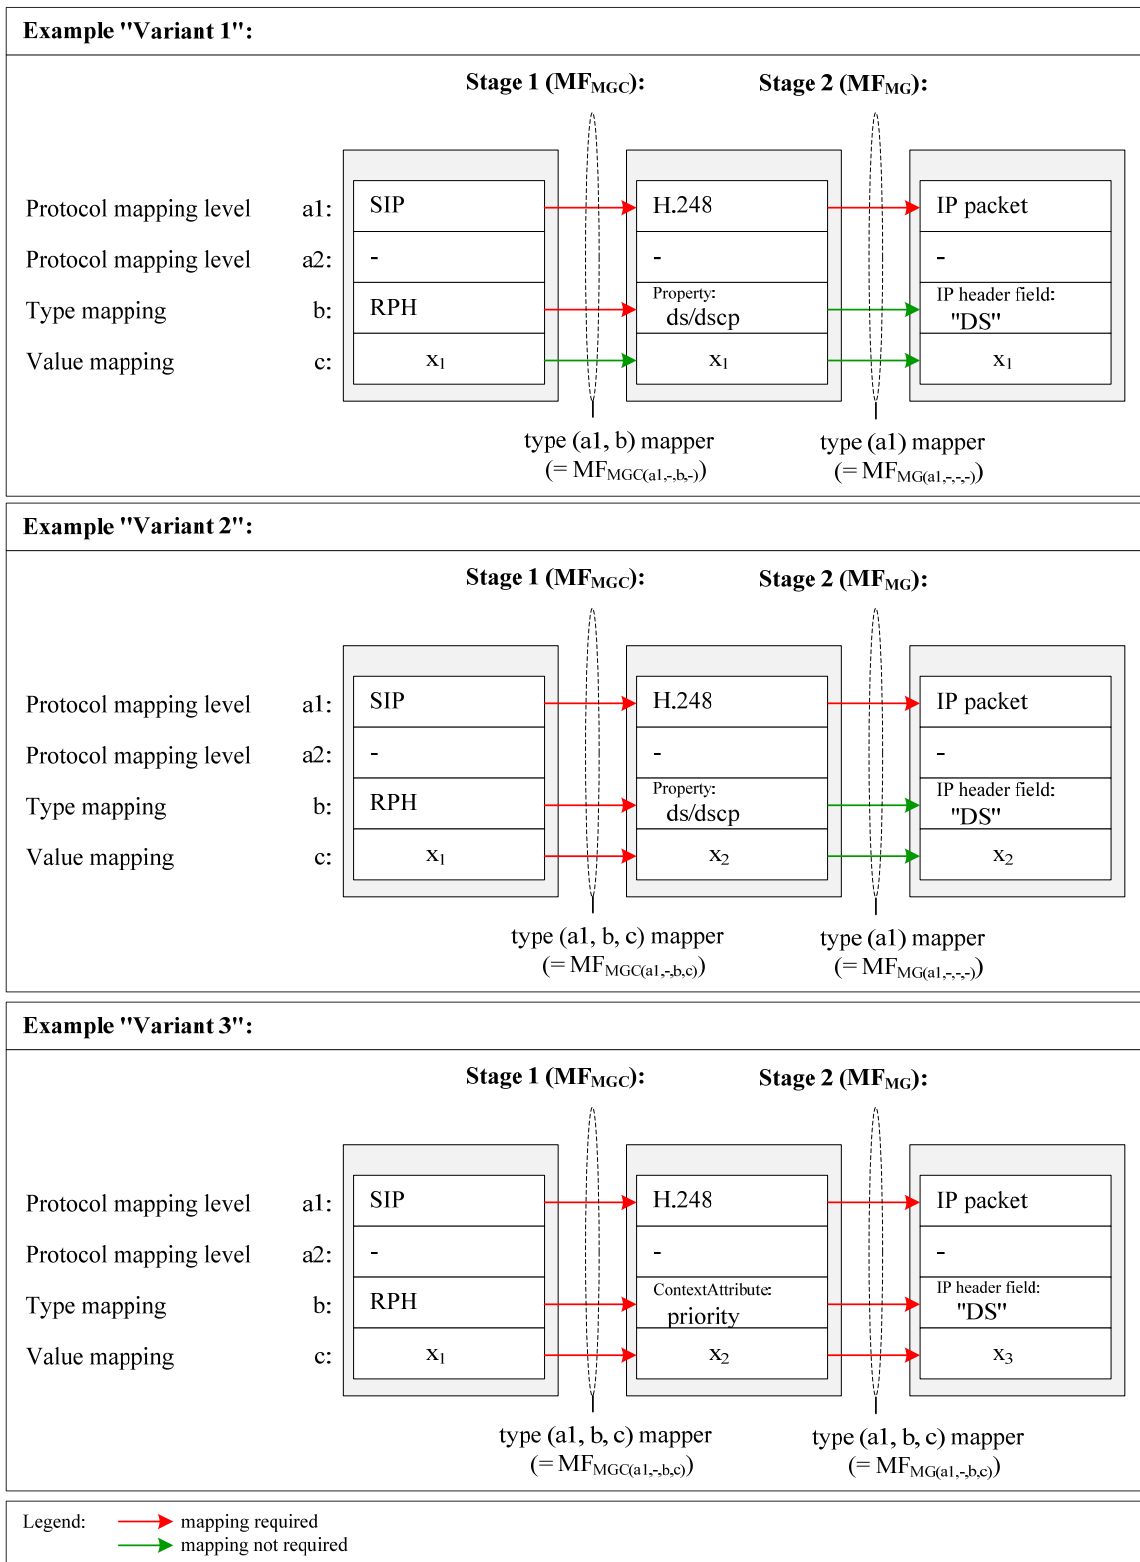 Example "Variant 1":
Stage 1 (MFMGC): Stage 2 (MFMG):
Protocol mapping level a1: SIP H.248 IP packet
Protocol mapping level a2: - - -
Type mapping b: RPH Property: ds/dscp IP header field: "DS"
Value mapping c: x1 x1 x1
type (a1, b) mapper type (a1) mapper
(= MFMGC(a1,-,b,-)) (= MFMG(a1,-,-,-))
Example "Variant 2":
Stage 1 (MFMGC): Stage 2 (MFMG):
Protocol mapping level a1: SIP H.248 IP packet
Protocol mapping level a2: - - -
Type mapping b: RPH Property: ds/dscp IP header field: "DS"
Value mapping c: x1 x2 x2
type (a1, b, c) mapper type (a1) mapper
(= MFMGC(a1,-,b,c)) (= MFMG(a1,-,-,-))
Example "Variant 3":
Stage 1 (MFMGC): Stage 2 (MFMG):
Protocol mapping level a1: SIP H.248 IP packet
Protocol mapping level a2: - - -
Type mapping b: RPH ContextAttribute: priority IP header field: "DS"
Value mapping c: x1 x2 x3
type (a1, b, c) mapper type (a1, b, c) mapper
(= MFMGC(a1,-,b,c)) (= MFMG(a1,-,b,c))
Legend: mapping required
mapping not required